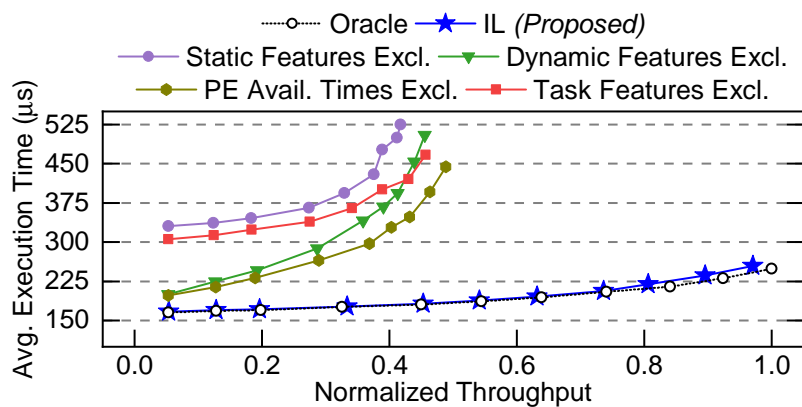 Oracle IL (Proposed)
Static Features Excl. Dynamic Features Excl.
PE Avail. Times Excl. Task Features Excl.
Avg. Execution Time (µs)
525
450
375
300
225
150
0.0 0.2 0.4 0.6 0.8 1.0
Normalized Throughput